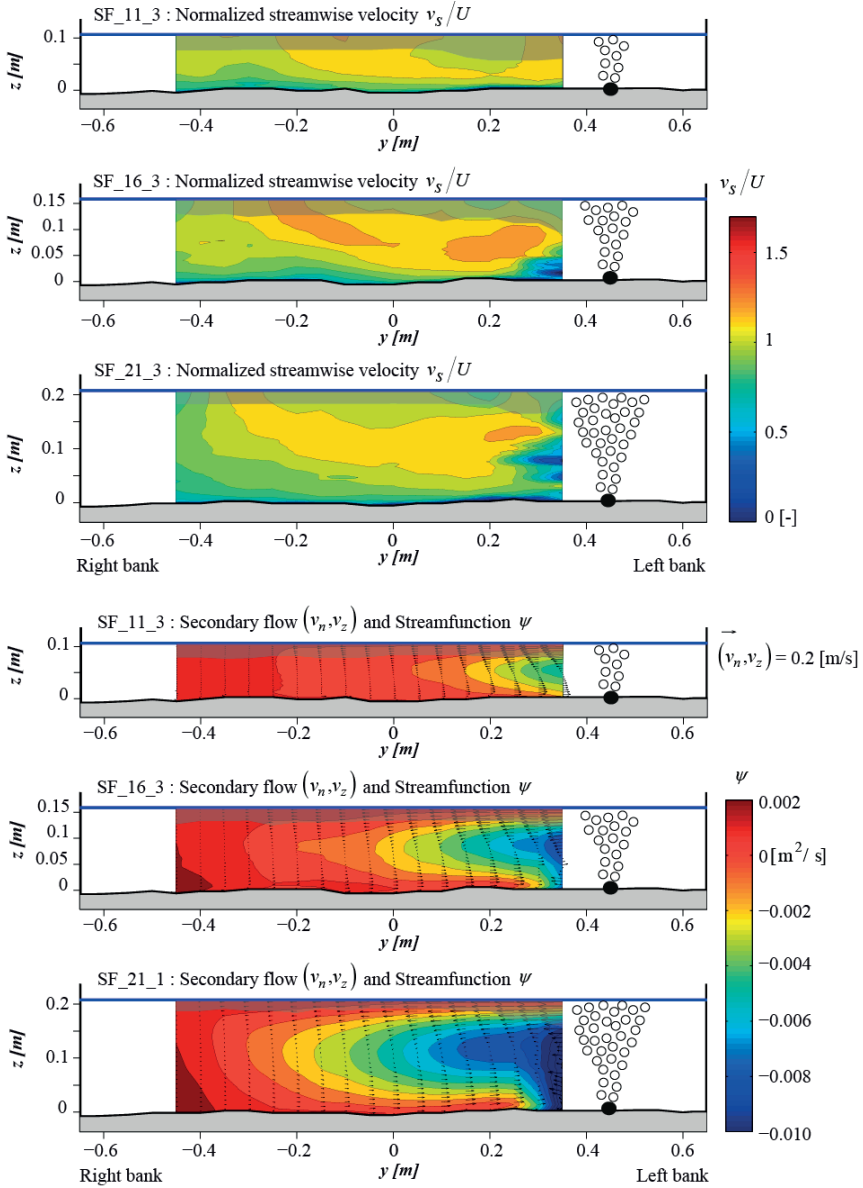 SF_11_3 : Normalized streamwise velocity v_s/U
z [m]
0.1
0
−0.6 −0.4 −0.2 0 0.2 0.4 0.6
y [m]
SF_16_3 : Normalized streamwise velocity v_s/U
z [m]
0.15
0.1
0.05
0
−0.6 −0.4 −0.2 0 0.2 0.4 0.6
y [m]
v_s/U
1.5
1
0.5
0 [-]
SF_21_3 : Normalized streamwise velocity v_s/U
z [m]
0.2
0.1
0
−0.6 −0.4 −0.2 0 0.2 0.4 0.6
y [m]
Right bank Left bank
SF_11_3 : Secondary flow (v_n,v_z) and Streamfunction ψ
z [m]
0.1
0
−0.6 −0.4 −0.2 0 0.2 0.4 0.6
y [m]
(v_n,v_z) = 0.2 [m/s]
SF_16_3 : Secondary flow (v_n,v_z) and Streamfunction ψ
z [m]
0.15
0.1
0.05
0
−0.6 −0.4 −0.2 0 0.2 0.4 0.6
y [m]
ψ
0.002
0 [m²/ s]
−0.002
−0.004
−0.006
−0.008
−0.010
SF_21_1 : Secondary flow (v_n,v_z) and Streamfunction ψ
z [m]
0.2
0.1
0
−0.6 −0.4 −0.2 0 0.2 0.4 0.6
y [m]
Right bank Left bank